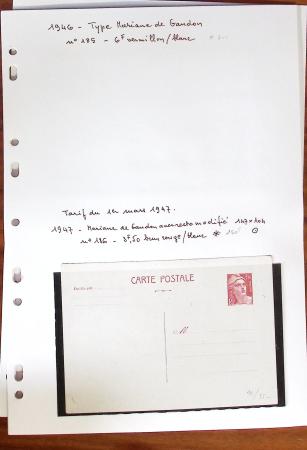 1946 - Type Marianne de Gandon
n° 185 - 6F vermillon/blanc
Tarif du 1er mars 1947.
1947 - Marianne de Gandon avec recto modifié 147x104
n° 186 - 3F,50 brun rouge/blanc *
CARTE POSTALE
M